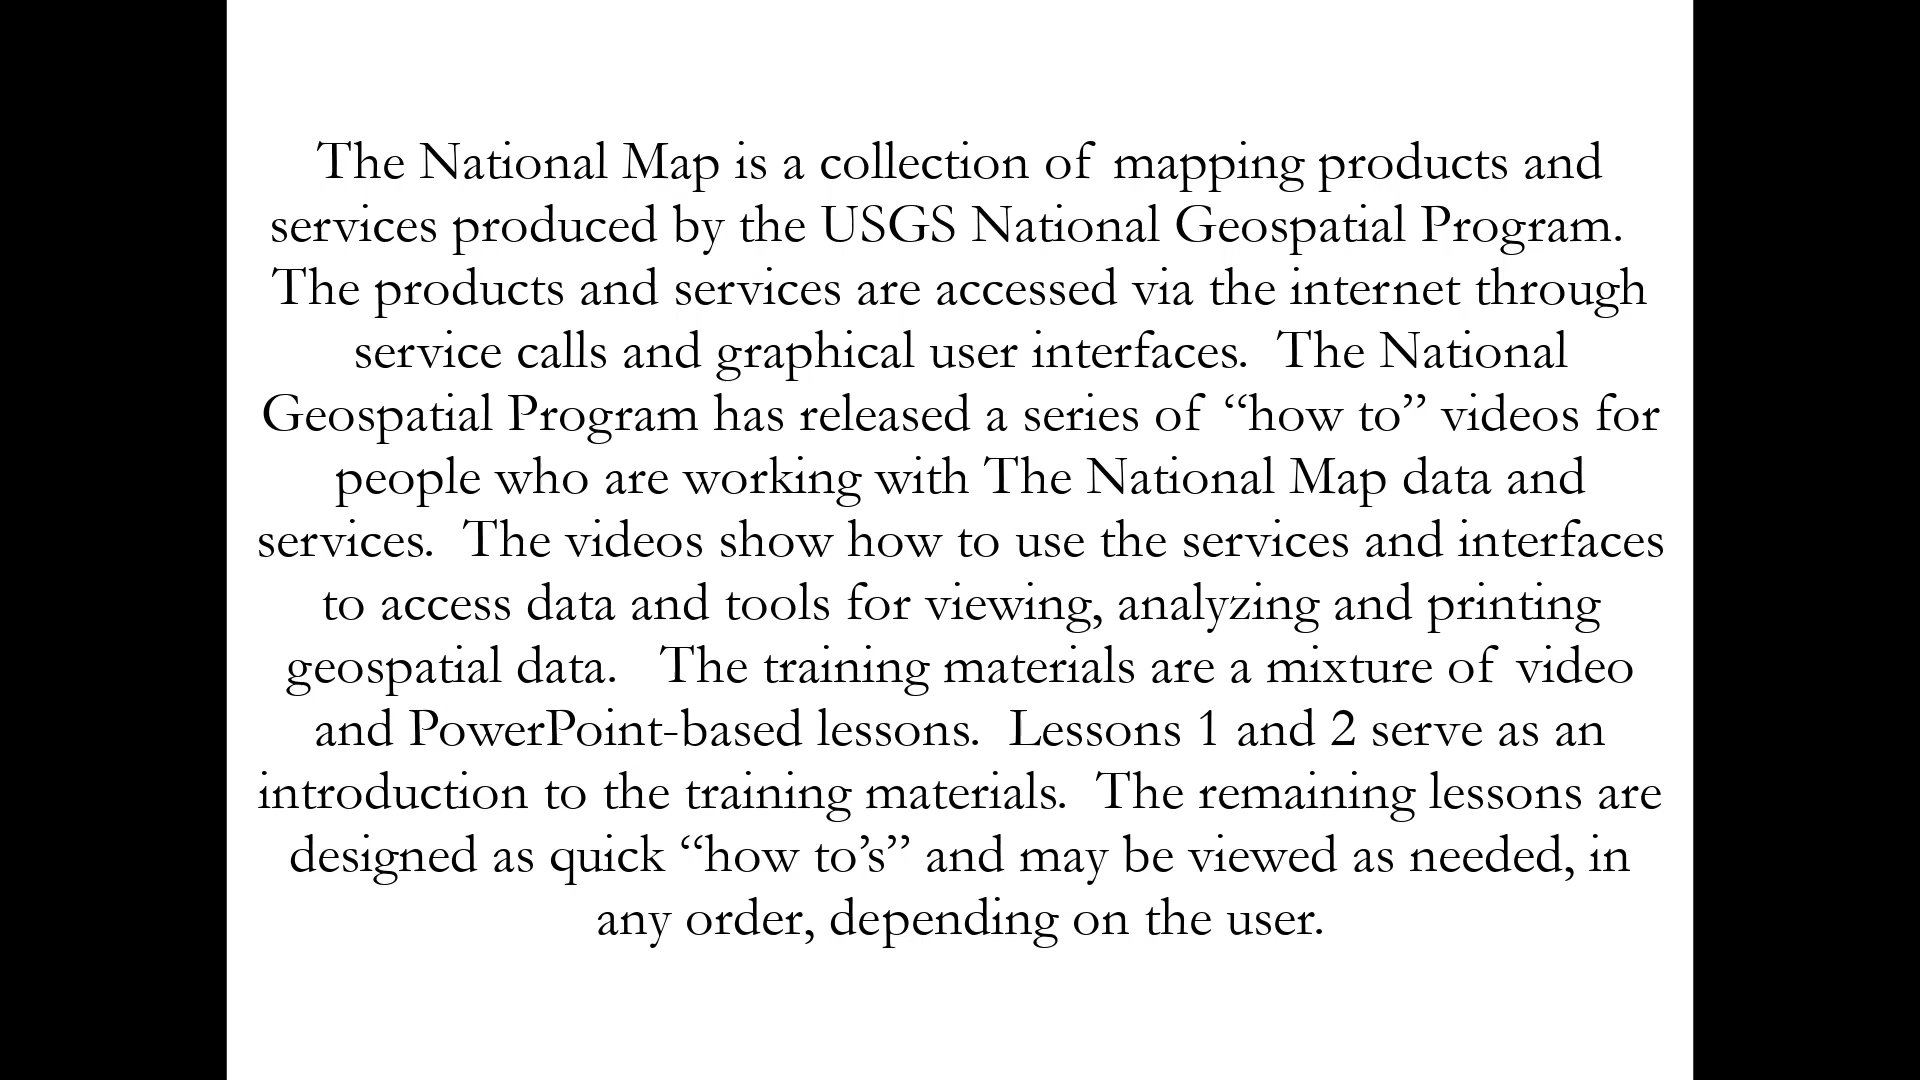 The National Map is a collection of mapping products and
services produced by the USGS National Geospatial Program.
The products and services are accessed via the internet through
service calls and graphical user interfaces.  The National
Geospatial Program has released a series of “how to” videos for
people who are working with The National Map data and
services.  The videos show how to use the services and interfaces
to access data and tools for viewing, analyzing and printing
geospatial data.   The training materials are a mixture of video
and PowerPoint-based lessons.  Lessons 1 and 2 serve as an
introduction to the training materials.  The remaining lessons are
designed as quick “how to’s” and may be viewed as needed, in
any order, depending on the user.